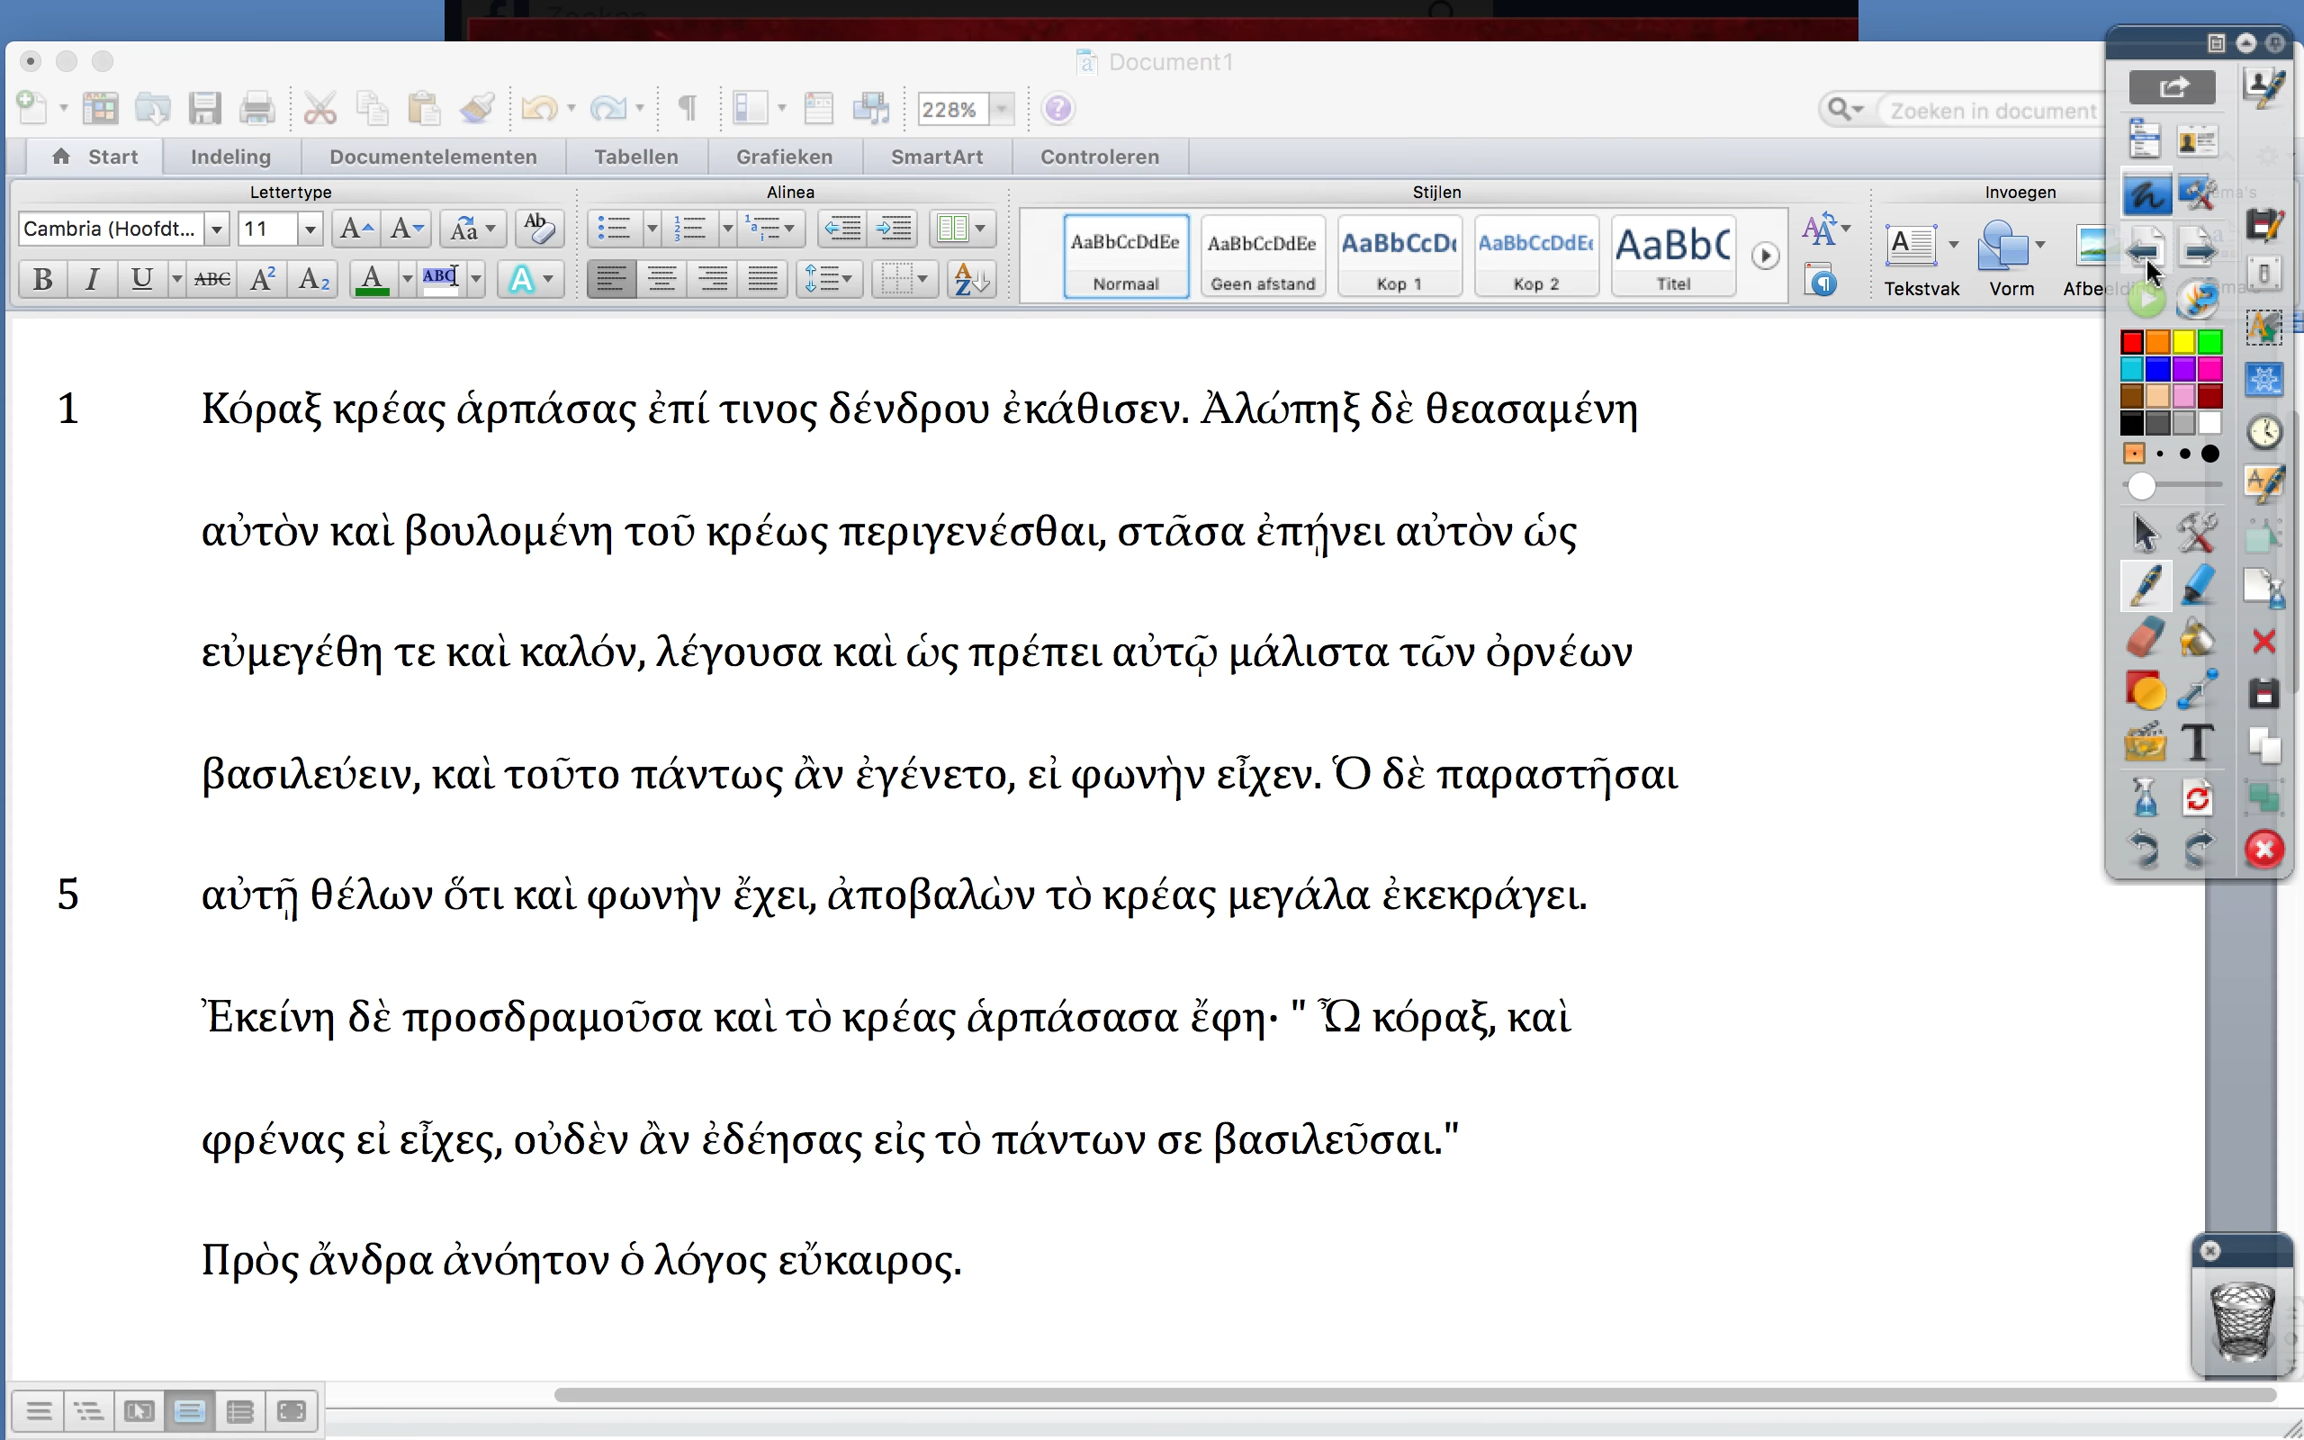 Document1
228%
Zoeken in document
Start Indeling Documentelementen Tabellen Grafieken SmartArt Controleren
Lettertype Alinea Stijlen Invoegen
Cambria (Hoofdt... 11
AaBbCcDdEe AaBbCcDdEe AaBbCcDc AaBbCcDdEe AaBbC
Normaal Geen afstand Kop 1 Kop 2 Titel
Tekstvak Vorm
1 Κόραξ κρέας ἁρπάσας ἐπί τινος δένδρου ἐκάθισεν. Ἀλώπηξ δὲ θεασαμένη
αὐτὸν καὶ βουλομένη τοῦ κρέως περιγενέσθαι, στᾶσα ἐπῄνει αὐτὸν ὡς
εὐμεγέθη τε καὶ καλόν, λέγουσα καὶ ὡς πρέπει αὐτῷ μάλιστα τῶν ὀρνέων
βασιλεύειν, καὶ τοῦτο πάντως ἂν ἐγένετο, εἰ φωνὴν εἶχεν. Ὁ δὲ παραστῆσαι
5 αὐτῇ θέλων ὅτι καὶ φωνὴν ἔχει, ἀποβαλὼν τὸ κρέας μεγάλα ἐκεκράγει.
Ἐκείνη δὲ προσδραμοῦσα καὶ τὸ κρέας ἁρπάσασα ἔφη· " Ὦ κόραξ, καὶ
φρένας εἰ εἶχες, οὐδὲν ἂν ἐδέησας εἰς τὸ πάντων σε βασιλεῦσαι."
Πρὸς ἄνδρα ἀνόητον ὁ λόγος εὔκαιρος.